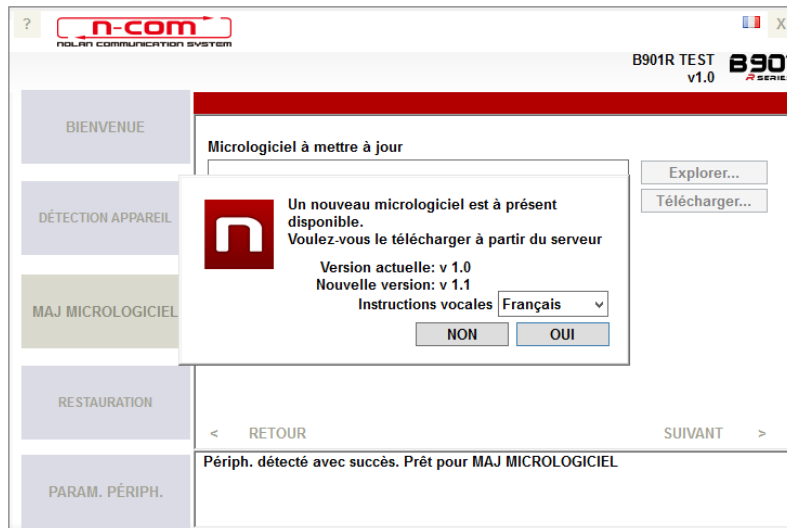 ?
n-com
NOLAN COMMUNICATION SYSTEM
X
B901R TEST
v1.0
B901
R SERIES
BIENVENUE
DÉTECTION APPAREIL
MAJ MICROLOGICIEL
RESTAURATION
PARAM. PÉRIPH.
Micrologiciel à mettre à jour
Explorer...
Télécharger...
n
Un nouveau micrologiciel est à présent
disponible.
Voulez-vous le télécharger à partir du serveur
Version actuelle: v 1.0
Nouvelle version: v 1.1
Instructions vocales Français
NON OUI
< RETOUR SUIVANT >
Périph. détecté avec succès. Prêt pour MAJ MICROLOGICIEL